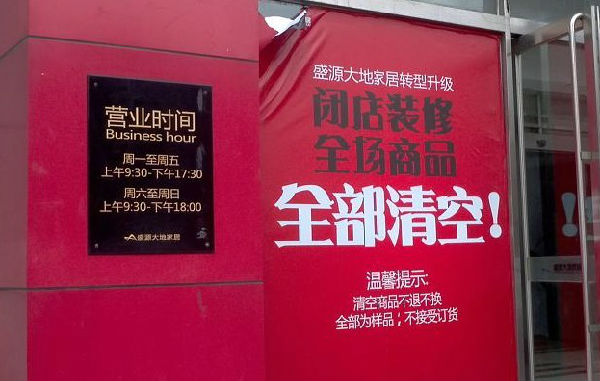 营业时间
Business hour
周一至周五
上午9:30-下午17:30
周六至周日
上午9:30-下午18:00
盛源大地家居
盛源大地家居转型升级
闭店装修
全场商品
全部清空!
温馨提示:
清空商品不退不换
全部为样品,不接受订货
!